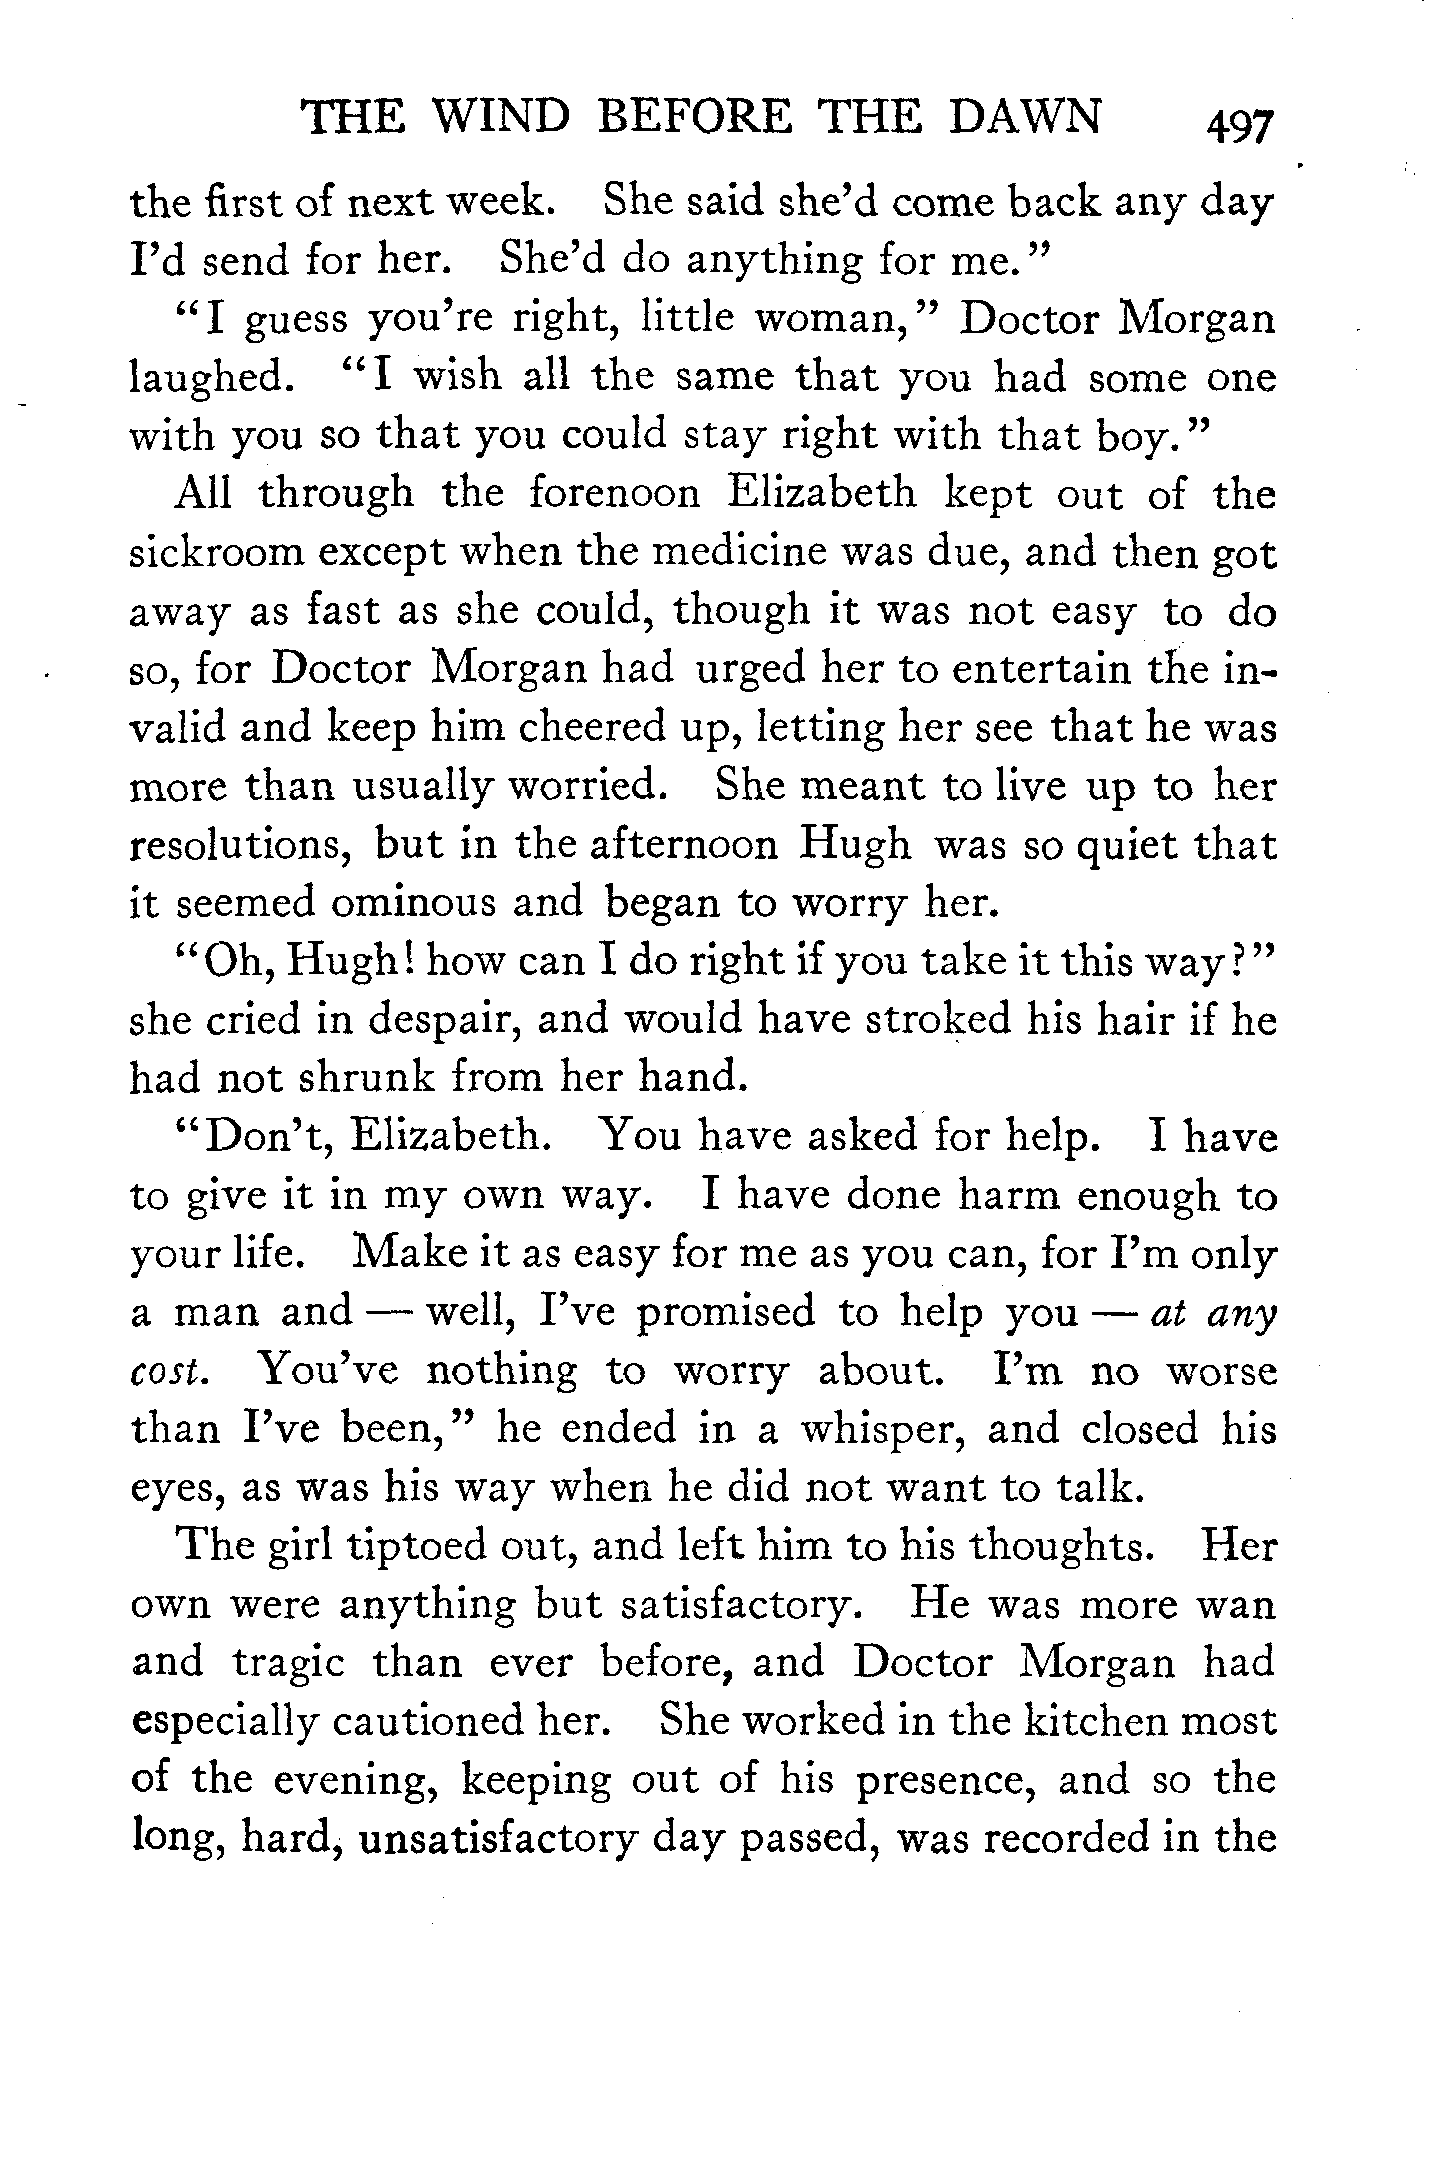 THE WIND BEFORE THE DAWN 497
the first of next week. She said she'd come back any day
I'd send for her. She'd do anything for me."
"I guess you're right, little woman," Doctor Morgan
laughed. "I wish all the same that you had some one
with you so that you could stay right with that boy."
All through the forenoon Elizabeth kept out of the
sickroom except when the medicine was due, and then got
away as fast as she could, though it was not easy to do
so, for Doctor Morgan had urged her to entertain the in-
valid and keep him cheered up, letting her see that he was
more than usually worried. She meant to live up to her
resolutions, but in the afternoon Hugh was so quiet that
it seemed ominous and began to worry her.
"Oh, Hugh! how can I do right if you take it this way?"
she cried in despair, and would have stroked his hair if he
had not shrunk from her hand.
"Don't, Elizabeth. You have asked for help. I have
to give it in my own way. I have done harm enough to
your life. Make it as easy for me as you can, for I'm only
a man and — well, I've promised to help you — at any
cost. You've nothing to worry about. I'm no worse
than I've been," he ended in a whisper, and closed his
eyes, as was his way when he did not want to talk.
The girl tiptoed out, and left him to his thoughts. Her
own were anything but satisfactory. He was more wan
and tragic than ever before, and Doctor Morgan had
especially cautioned her. She worked in the kitchen most
of the evening, keeping out of his presence, and so the
long, hard, unsatisfactory day passed, was recorded in the